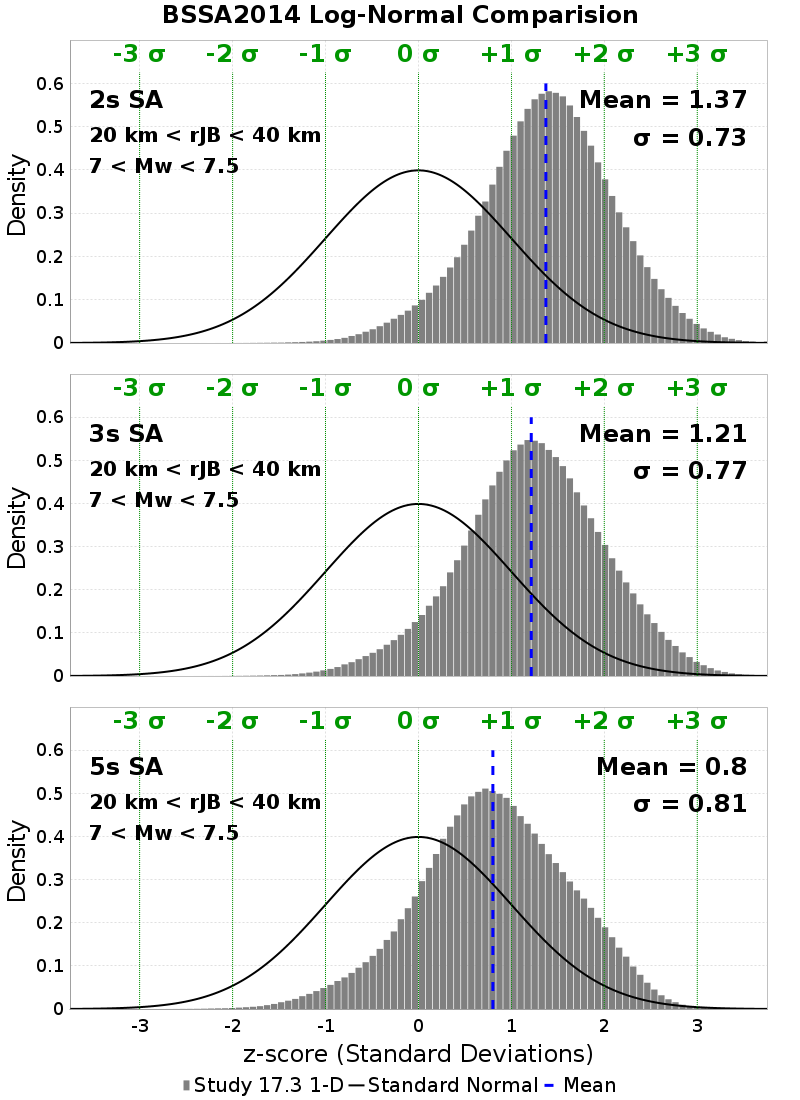 BSSA2014 Log-Normal Comparision
-3 σ -2 σ -1 σ 0 σ +1 σ +2 σ +3 σ
2s SA
Mean = 1.37
20 km < rJB < 40 km
σ = 0.73
7 < Mw < 7.5
Density
0.6
0.5
0.4
0.3
0.2
0.1
0
-3 σ -2 σ -1 σ 0 σ +1 σ +2 σ +3 σ
3s SA
Mean = 1.21
20 km < rJB < 40 km
σ = 0.77
7 < Mw < 7.5
Density
0.6
0.5
0.4
0.3
0.2
0.1
0
-3 σ -2 σ -1 σ 0 σ +1 σ +2 σ +3 σ
5s SA
Mean = 0.8
20 km < rJB < 40 km
σ = 0.81
7 < Mw < 7.5
Density
0.6
0.5
0.4
0.3
0.2
0.1
0
-3 -2 -1 0 1 2 3
z-score (Standard Deviations)
Study 17.3 1-D Standard Normal Mean